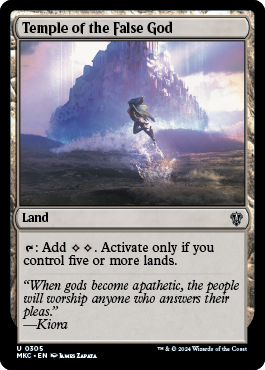 Temple of the False God
Land
: Add ◇◇. Activate only if you
control five or more lands.
“When gods become apathetic, the people
will worship anyone who answers their
pleas.”
—Kiora
U 0305
MKC • EN James Zapata
™ & © 2024 Wizards of the Coast